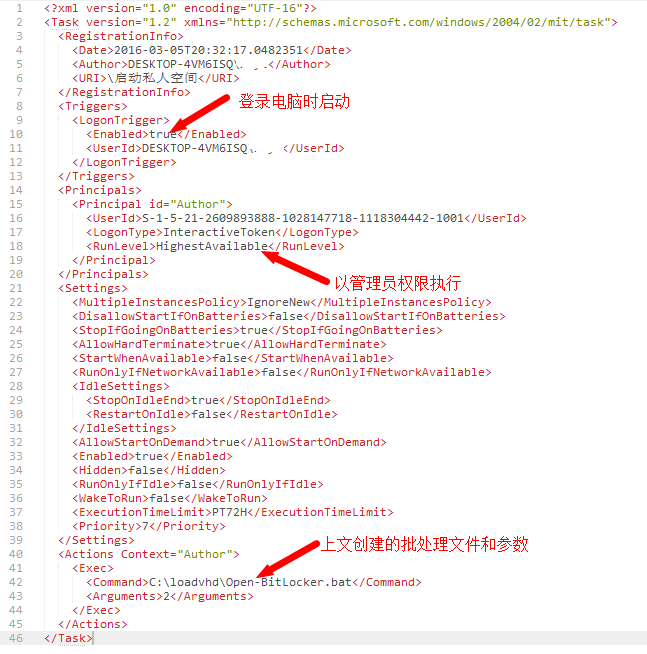 1 <?xml version="1.0" encoding="UTF-16"?>
2 <Task version="1.2" xmlns="http://schemas.microsoft.com/windows/2004/02/mit/task">
3 <RegistrationInfo>
4 <Date>2016-03-05T20:32:17.0482351</Date>
5 <Author>DESKTOP-4VM6ISQ\</Author>
6 <URI>\启动私人空间</URI>
7 </RegistrationInfo>
8 <Triggers>
登录电脑时启动
9 <LogonTrigger>
10 <Enabled>true</Enabled>
11 <UserId>DESKTOP-4VM6ISQ\</UserId>
12 </LogonTrigger>
13 </Triggers>
14 <Principals>
15 <Principal id="Author">
16 <UserId>S-1-5-21-2609893888-1028147718-1118304442-1001</UserId>
17 <LogonType>InteractiveToken</LogonType>
18 <RunLevel>HighestAvailable</RunLevel>
19 </Principal>
20 </Principals>
以管理员权限执行
21 <Settings>
22 <MultipleInstancesPolicy>IgnoreNew</MultipleInstancesPolicy>
23 <DisallowStartIfOnBatteries>false</DisallowStartIfOnBatteries>
24 <StopIfGoingOnBatteries>true</StopIfGoingOnBatteries>
25 <AllowHardTerminate>true</AllowHardTerminate>
26 <StartWhenAvailable>false</StartWhenAvailable>
27 <RunOnlyIfNetworkAvailable>false</RunOnlyIfNetworkAvailable>
28 <IdleSettings>
29 <StopOnIdleEnd>true</StopOnIdleEnd>
30 <RestartOnIdle>false</RestartOnIdle>
31 </IdleSettings>
32 <AllowStartOnDemand>true</AllowStartOnDemand>
33 <Enabled>true</Enabled>
34 <Hidden>false</Hidden>
35 <RunOnlyIfIdle>false</RunOnlyIfIdle>
36 <WakeToRun>false</WakeToRun>
37 <ExecutionTimeLimit>PT72H</ExecutionTimeLimit>
38 <Priority>7</Priority>
39 </Settings>
上文创建的批处理文件和参数
40 <Actions Context="Author">
41 <Exec>
42 <Command>C:\loadvhd\Open-BitLocker.bat</Command>
43 <Arguments>2</Arguments>
44 </Exec>
45 </Actions>
46 </Task>